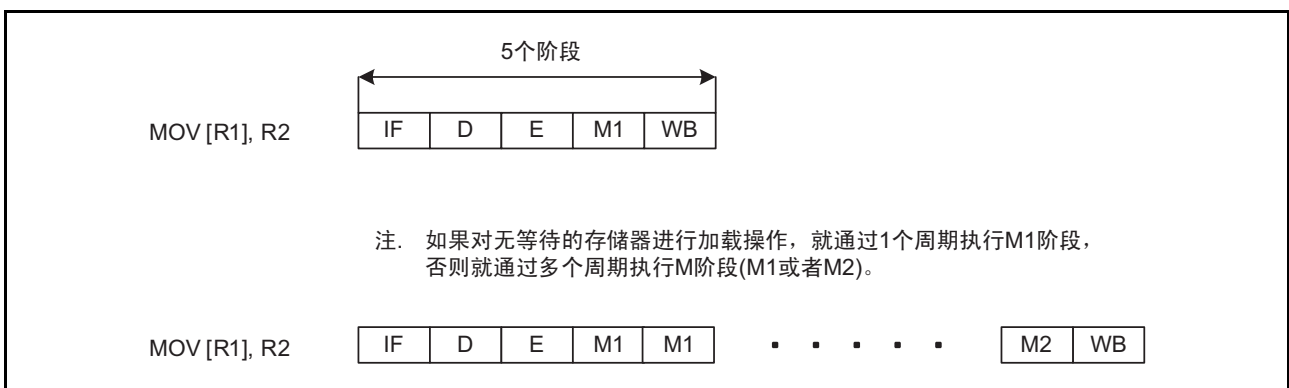 5个阶段
MOV [R1], R2 IF D E M1 WB
注. 如果对无等待的存储器进行加载操作，就通过1个周期执行M1阶段，
否则就通过多个周期执行M阶段(M1或者M2)。
MOV [R1], R2 IF D E M1 M1 ▪ ▪ ▪ ▪ ▪ M2 WB